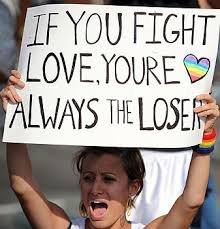 IF YOU FIGHT
LOVE, YOURE
ALWAYS THE LOSER